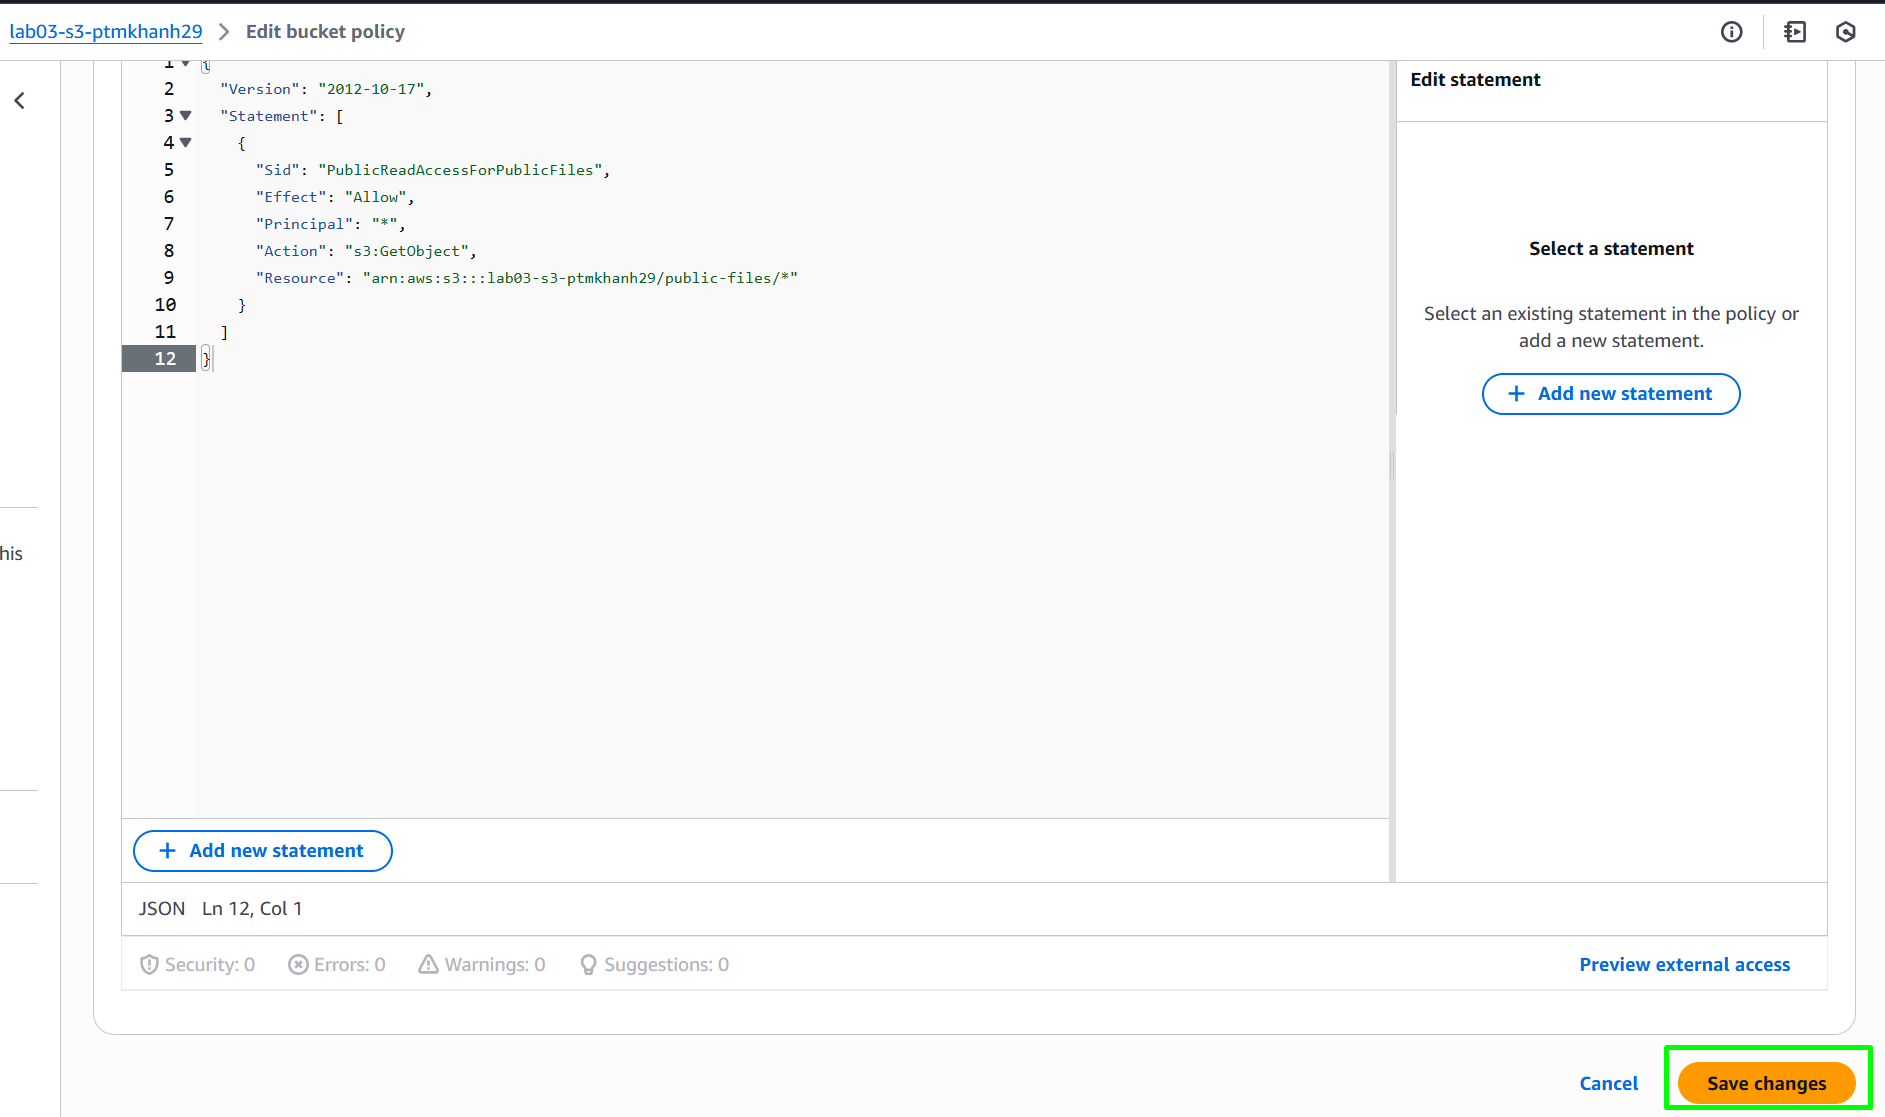 lab03-s3-ptmkhanh29 > Edit bucket policy
1 {
2 "Version": "2012-10-17",
3 "Statement": [
4 {
5 "Sid": "PublicReadAccessForPublicFiles",
6 "Effect": "Allow",
7 "Principal": "*",
8 "Action": "s3:GetObject",
9 "Resource": "arn:aws:s3:::lab03-s3-ptmkhanh29/public-files/*"
10 }
11 ]
12 }
Edit statement
Select a statement
Select an existing statement in the policy or
add a new statement.
+ Add new statement
his
+ Add new statement
JSON Ln 12, Col 1
Security: 0 Errors: 0 Warnings: 0 Suggestions: 0
Preview external access
Cancel Save changes